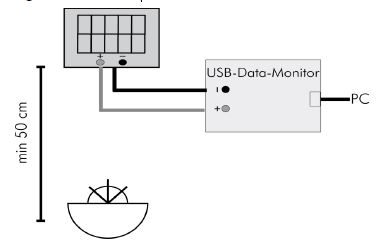 + −
USB-Data-Monitor
I
+
PC
min 50 cm